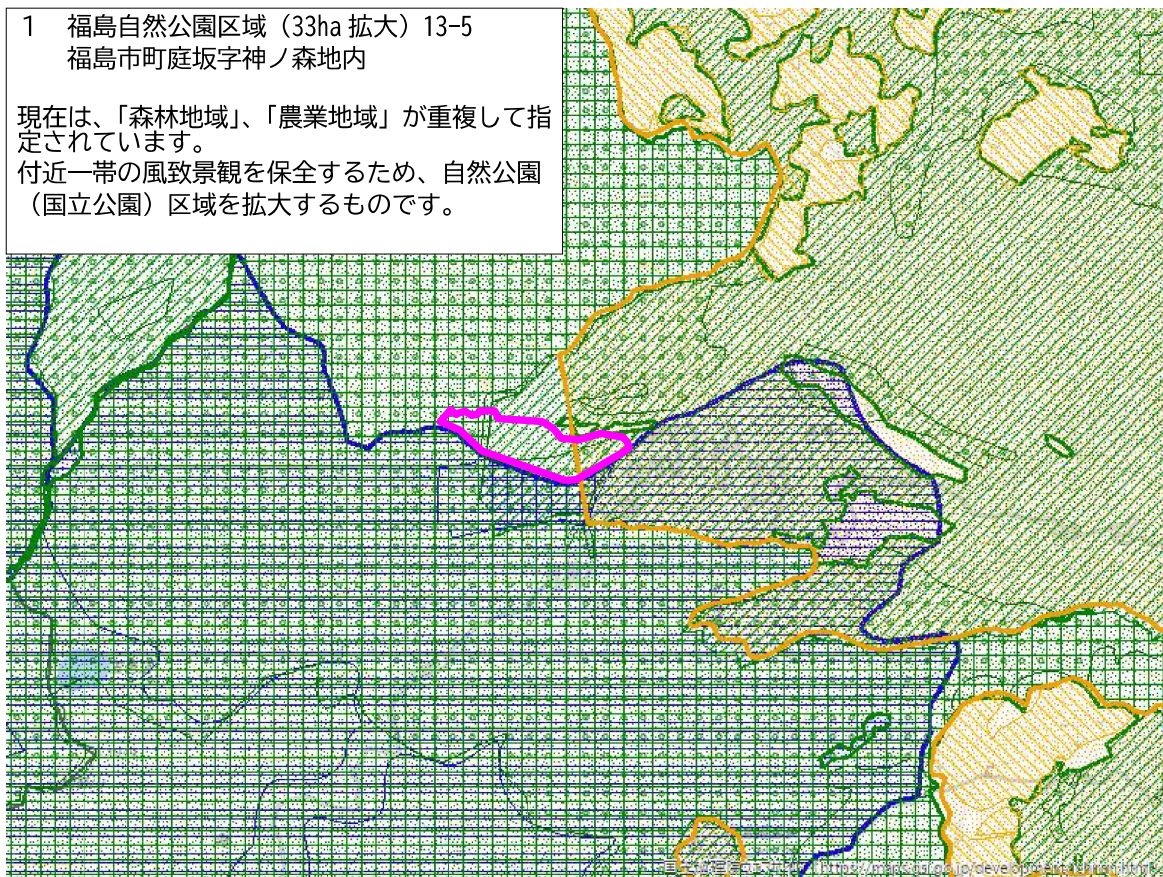 1　福島自然公園区域（33ha 拡大）13-5
福島市町庭坂字神ノ森地内
現在は、「森林地域」、「農業地域」が重複して指
定されています。
付近一帯の風致景観を保全するため、自然公園
（国立公園）区域を拡大するものです。